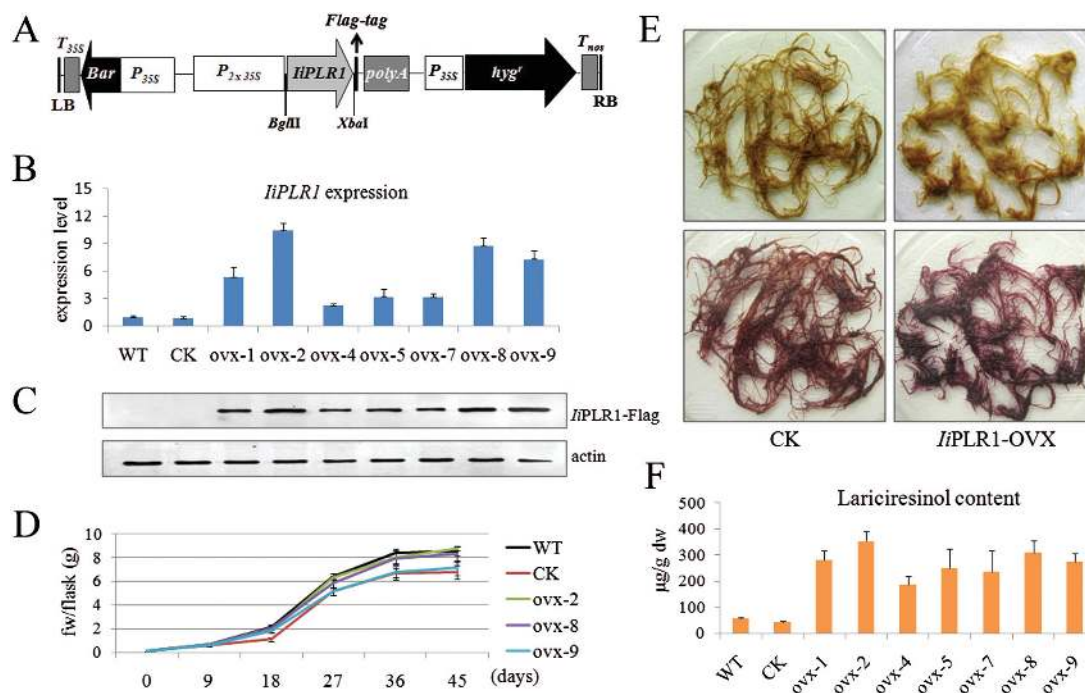 A
Flag-tag
T35S
Tnos
Bar
P35S
P2x35S
IiPLR1
polyA
P35S
hygr
LB
RB
BglII
XbaI
B
IiPLR1 expression
expression level
15
12
9
6
3
0
WT CK ovx-1 ovx-2 ovx-4 ovx-5 ovx-7 ovx-8 ovx-9
C
IiPLR1-Flag
actin
D
fw/flask (g)
10
8
6
4
2
0
0 9 18 27 36 45 (days)
WT
CK
ovx-2
ovx-8
ovx-9
E
CK
IiPLR1-OVX
F
Lariciresinol content
µg/g dw
500
400
300
200
100
0
WT CK ovx-1 ovx-2 ovx-4 ovx-5 ovx-7 ovx-8 ovx-9